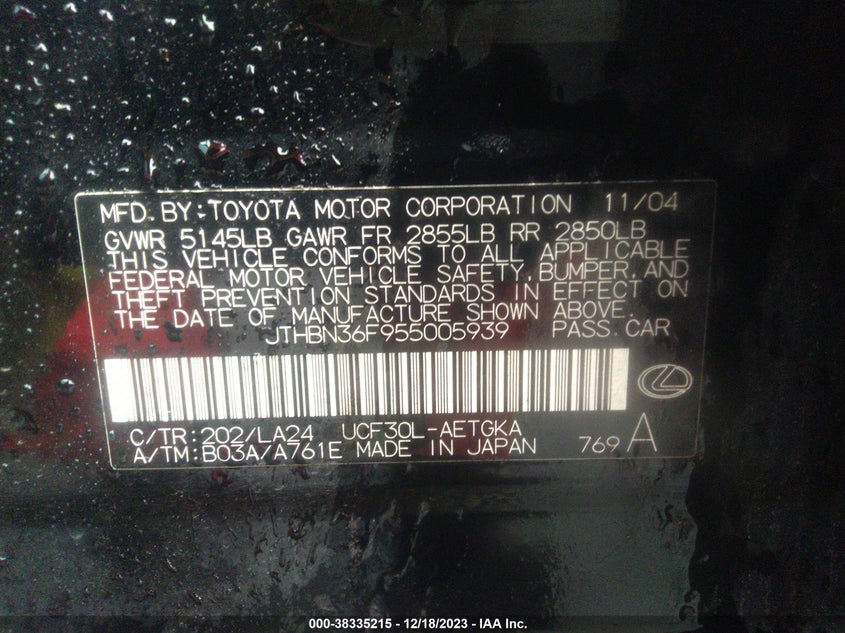 MFD. BY: TOYOTA MOTOR CORPORATION 11/04
GVWR 5145LB GAWR FR 2855LB RR 2850LB
THIS VEHICLE CONFORMS TO ALL APPLICABLE
FEDERAL MOTOR VEHICLE SAFETY, BUMPER, AND
THEFT PREVENTION STANDARDS IN EFFECT ON
THE DATE OF MANUFACTURE SHOWN ABOVE.
JTHBN36F955005939 PASS. CAR
C/TR: 202/LA24 UCF30L-AETGKA
A/TM: B03A/A761E MADE IN JAPAN 769 A
000-38335215 - 12/18/2023 - IAA Inc.